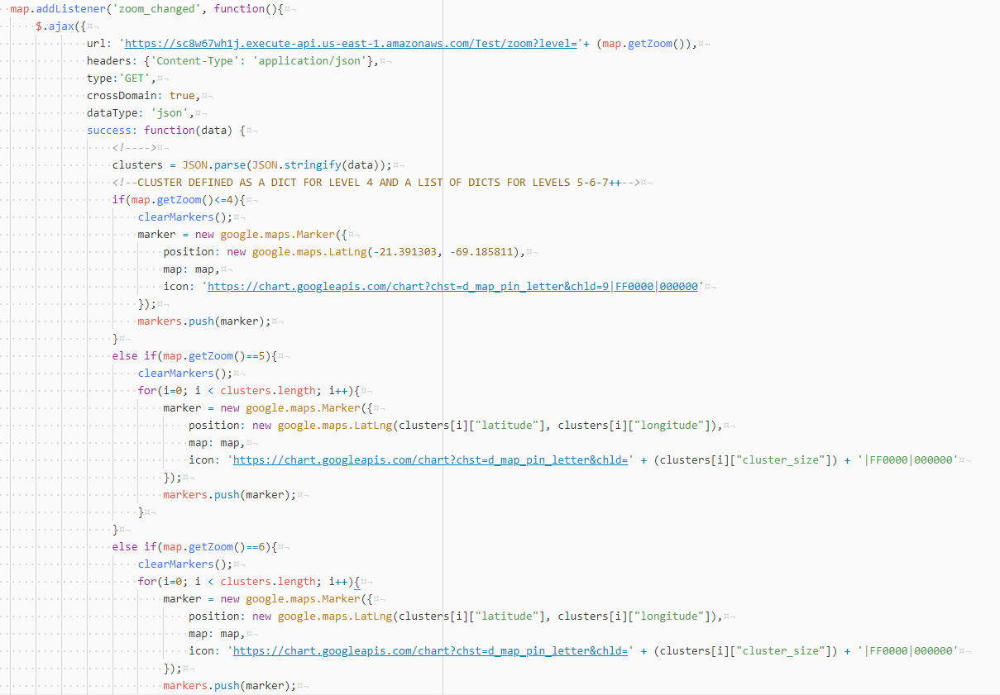 map.addListener('zoom_changed', function(){
$.ajax({
url: 'https://sc8w67wh1j.execute-api.us-east-1.amazonaws.com/Test/zoom?level='+ (map.getZoom()),
headers: {'Content-Type': 'application/json'},
type:'GET',
crossDomain: true,
dataType: 'json',
success: function(data) {
<!---->
clusters = JSON.parse(JSON.stringify(data));
<!--CLUSTER DEFINED AS A DICT FOR LEVEL 4 AND A LIST OF DICTS FOR LEVELS 5-6-7++-->
if(map.getZoom()<=4){
clearMarkers();
marker = new google.maps.Marker({
position: new google.maps.LatLng(-21.391303, -69.185811),
map: map,
icon: 'https://chart.googleapis.com/chart?chst=d_map_pin_letter&chld=9|FF0000|000000'
});
markers.push(marker);
}
else if(map.getZoom()==5){
clearMarkers();
for(i=0; i < clusters.length; i++){
marker = new google.maps.Marker({
position: new google.maps.LatLng(clusters[i]["latitude"], clusters[i]["longitude"]),
map: map,
icon: 'https://chart.googleapis.com/chart?chst=d_map_pin_letter&chld=' + (clusters[i]["cluster_size"]) + '|FF0000|000000'
});
markers.push(marker);
}
}
else if(map.getZoom()==6){
clearMarkers();
for(i=0; i < clusters.length; i++){
marker = new google.maps.Marker({
position: new google.maps.LatLng(clusters[i]["latitude"], clusters[i]["longitude"]),
map: map,
icon: 'https://chart.googleapis.com/chart?chst=d_map_pin_letter&chld=' + (clusters[i]["cluster_size"]) + '|FF0000|000000'
});
markers.push(marker);